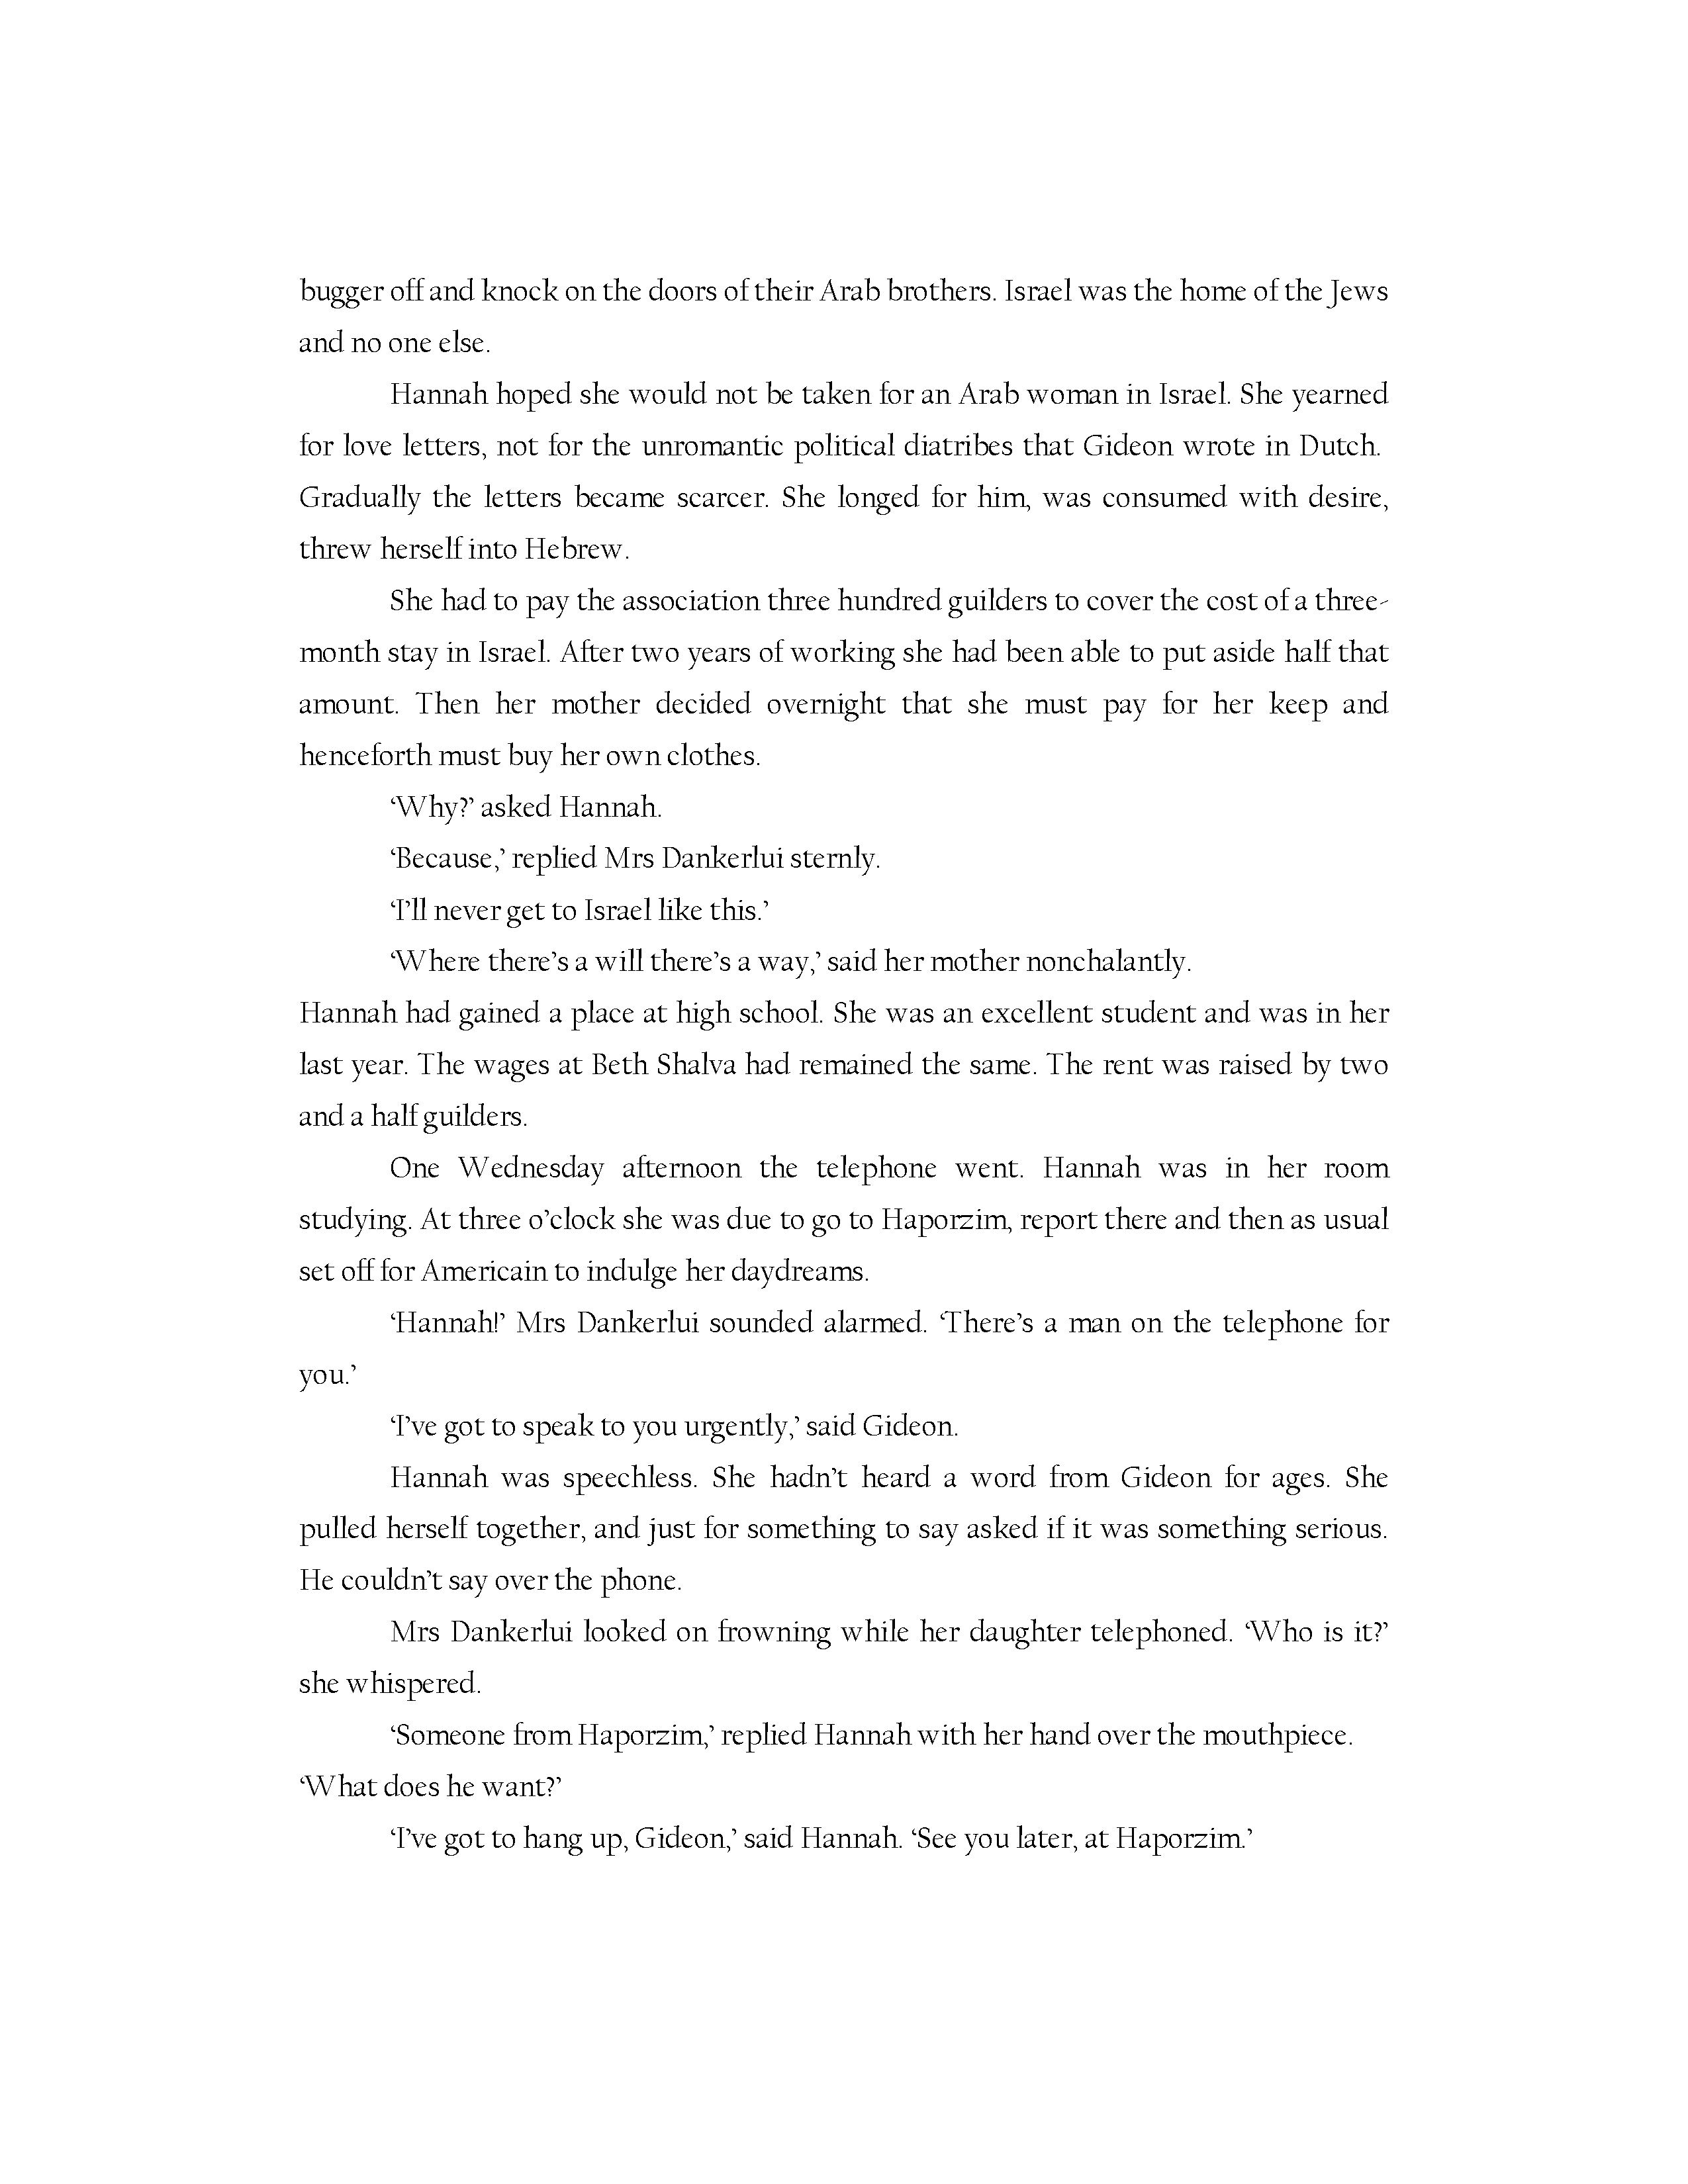 bugger off and knock on the doors of their Arab brothers. Israel was the home of the Jews
and no one else.
Hannah hoped she would not be taken for an Arab woman in Israel. She yearned
for love letters, not for the unromantic political diatribes that Gideon wrote in Dutch.
Gradually the letters became scarcer. She longed for him, was consumed with desire,
threw herself into Hebrew.
She had to pay the association three hundred guilders to cover the cost of a three-
month stay in Israel. After two years of working she had been able to put aside half that
amount. Then her mother decided overnight that she must pay for her keep and
henceforth must buy her own clothes.
‘Why?’ asked Hannah.
‘Because,’ replied Mrs Dankerlui sternly.
‘I’ll never get to Israel like this.’
‘Where there’s a will there’s a way,’ said her mother nonchalantly.
Hannah had gained a place at high school. She was an excellent student and was in her
last year. The wages at Beth Shalva had remained the same. The rent was raised by two
and a half guilders.
One Wednesday afternoon the telephone went. Hannah was in her room
studying. At three o’clock she was due to go to Haporzim, report there and then as usual
set off for Americain to indulge her daydreams.
‘Hannah!’ Mrs Dankerlui sounded alarmed. ‘There’s a man on the telephone for
you.’
‘I’ve got to speak to you urgently,’ said Gideon.
Hannah was speechless. She hadn’t heard a word from Gideon for ages. She
pulled herself together, and just for something to say asked if it was something serious.
He couldn’t say over the phone.
Mrs Dankerlui looked on frowning while her daughter telephoned. ‘Who is it?’
she whispered.
‘Someone from Haporzim,’ replied Hannah with her hand over the mouthpiece.
‘What does he want?’
‘I’ve got to hang up, Gideon,’ said Hannah. ‘See you later, at Haporzim.’